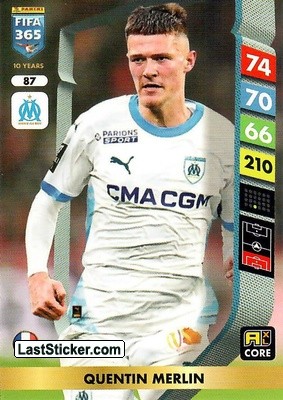 PANINI
FIFA
365
10 YEARS
87
74
70
66
210
PARIONS
SPORT
CMA CGM
LastSticker.com
CORE
QUENTIN MERLIN